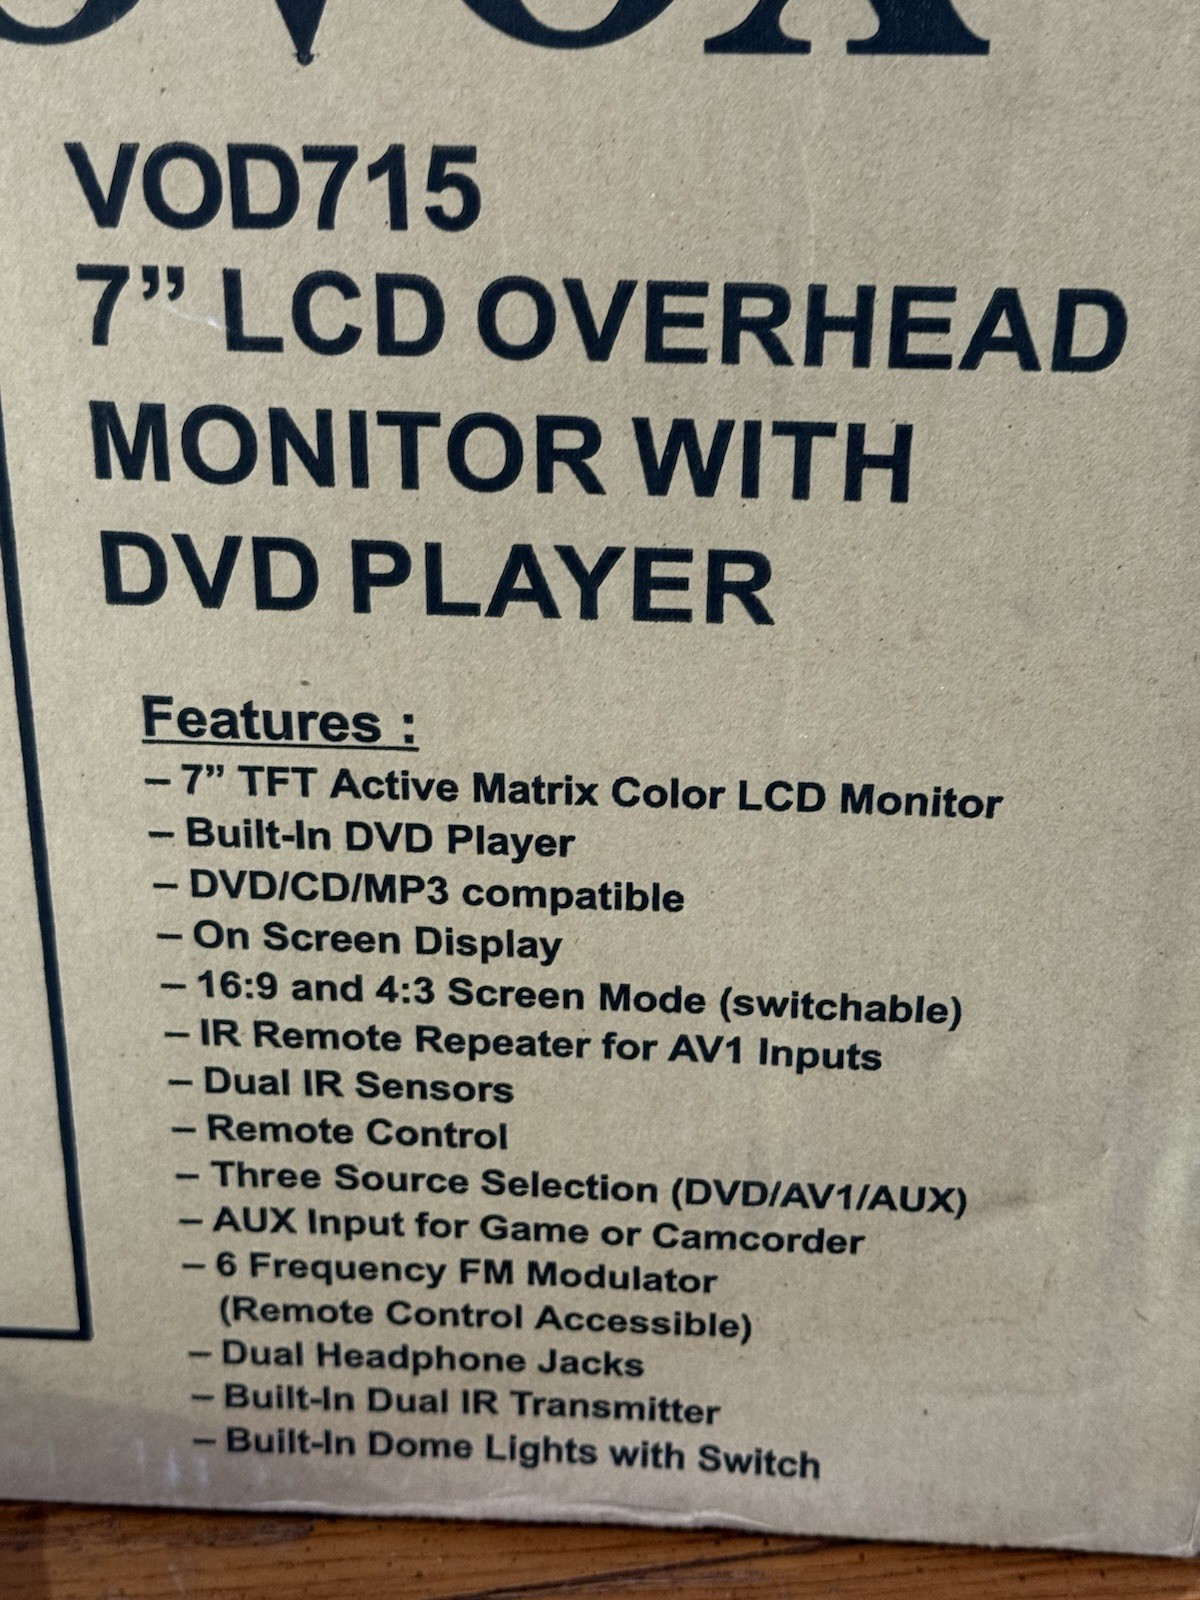 VOD715
7” LCD OVERHEAD
MONITOR WITH
DVD PLAYER
Features :
– 7” TFT Active Matrix Color LCD Monitor
– Built-In DVD Player
– DVD/CD/MP3 compatible
– On Screen Display
– 16:9 and 4:3 Screen Mode (switchable)
– IR Remote Repeater for AV1 Inputs
– Dual IR Sensors
– Remote Control
– Three Source Selection (DVD/AV1/AUX)
– AUX Input for Game or Camcorder
– 6 Frequency FM Modulator
(Remote Control Accessible)
– Dual Headphone Jacks
– Built-In Dual IR Transmitter
– Built-In Dome Lights with Switch